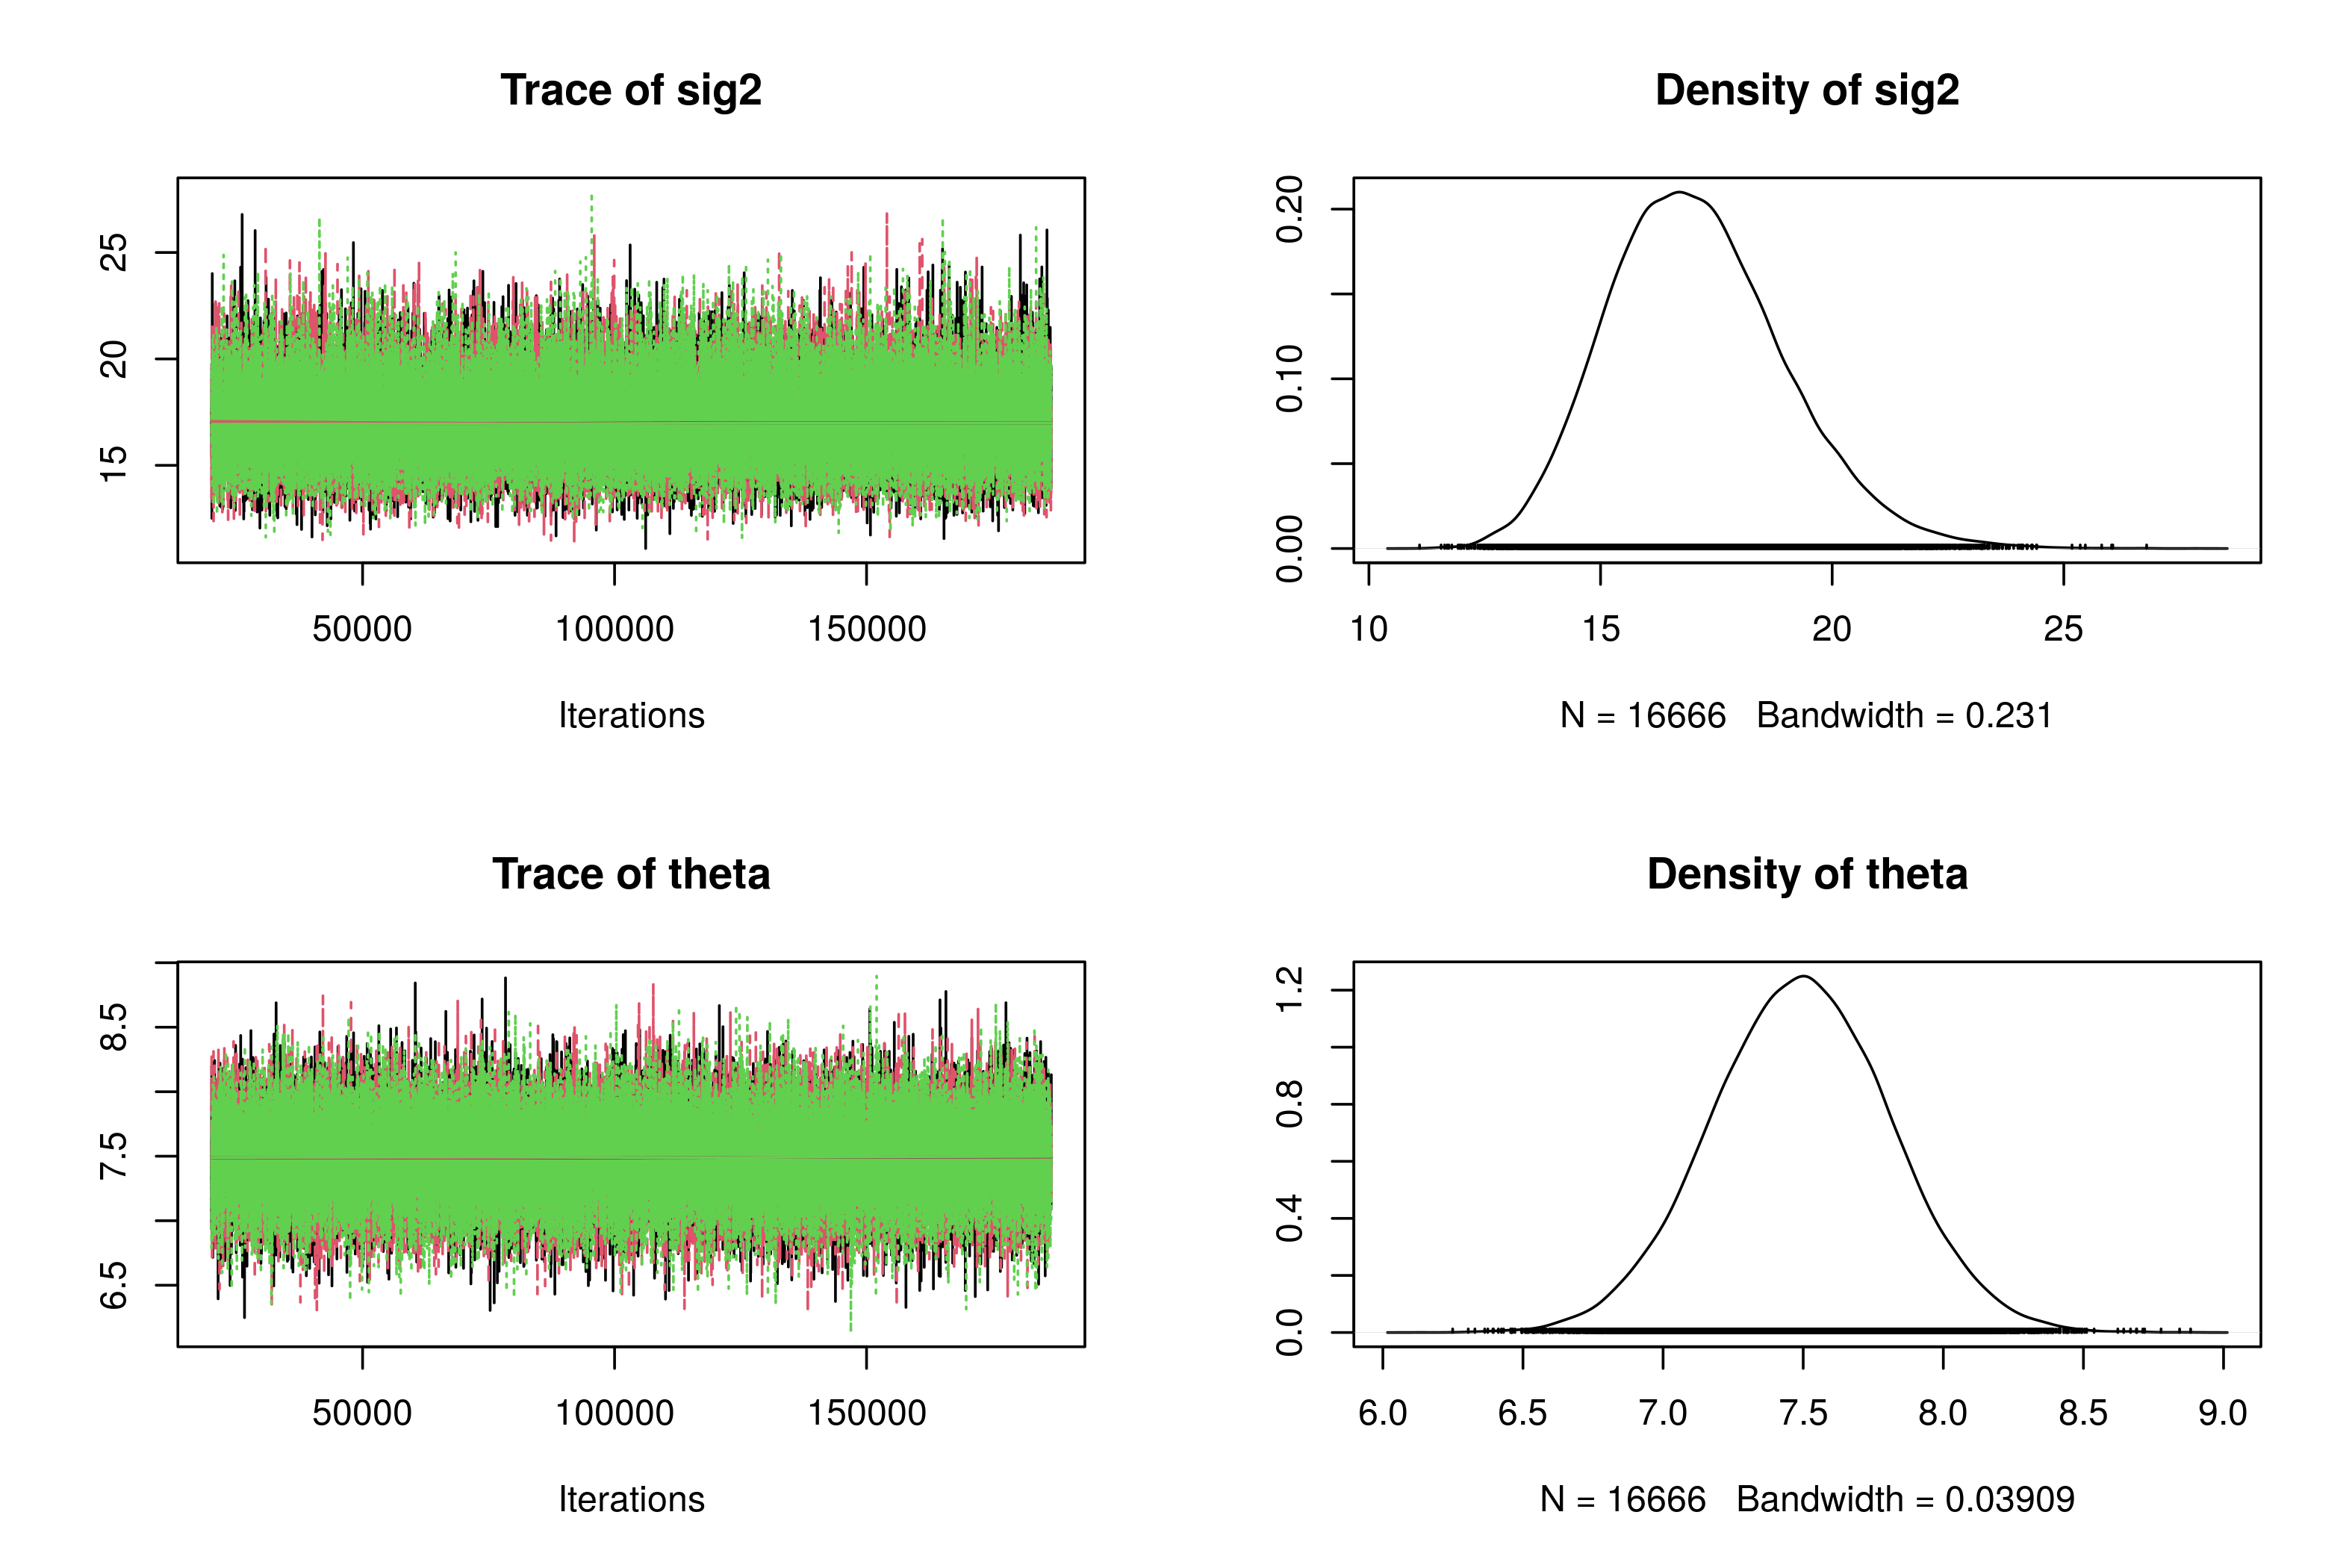 Trace of sig2
25
20
15
50000 100000 150000
Iterations
Density of sig2
0.20
0.10
0.00
10 15 20 25
N = 16666 Bandwidth = 0.231
Trace of theta
8.5
7.5
6.5
50000 100000 150000
Iterations
Density of theta
1.2
0.8
0.4
0.0
6.0 6.5 7.0 7.5 8.0 8.5 9.0
N = 16666 Bandwidth = 0.03909